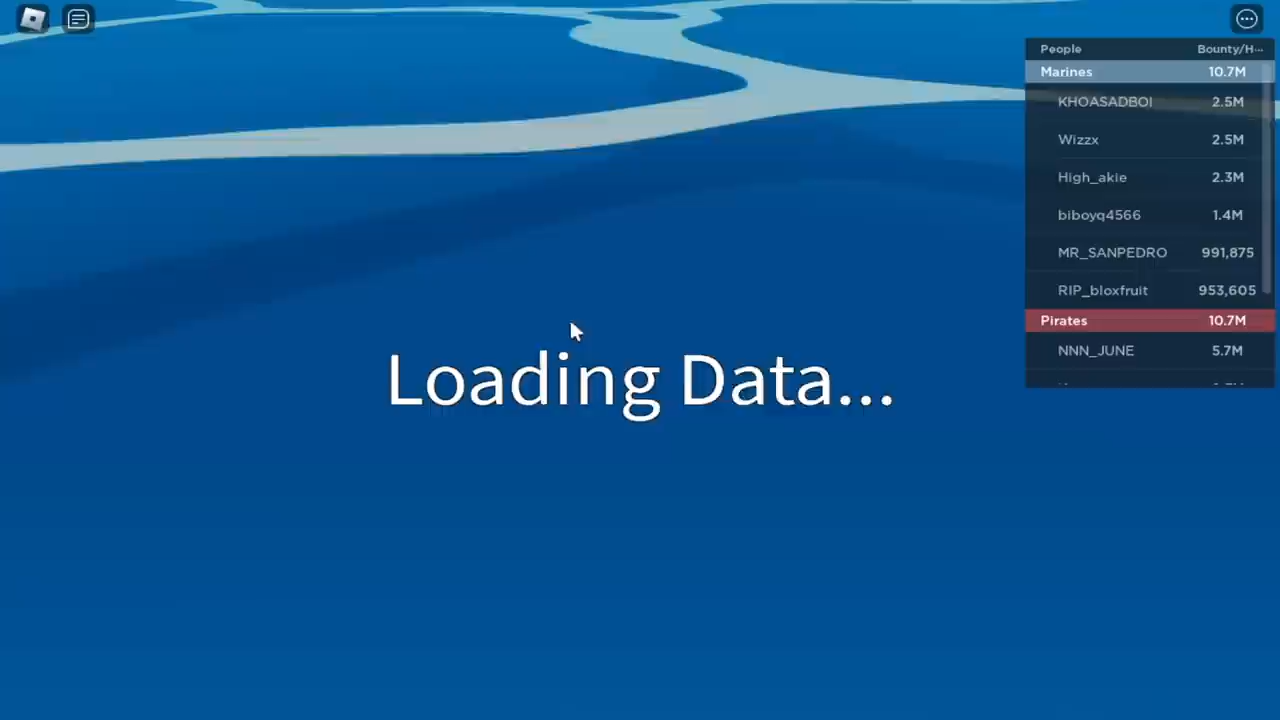 People Bounty/H...
Marines 10.7M
KHOASADBOI 2.5M
Wizzx 2.5M
High_akie 2.3M
biboyq4566 1.4M
MR_SANPEDRO 991,875
RIP_bloxfruit 953,605
Pirates 10.7M
NNN_JUNE 5.7M
Loading Data...